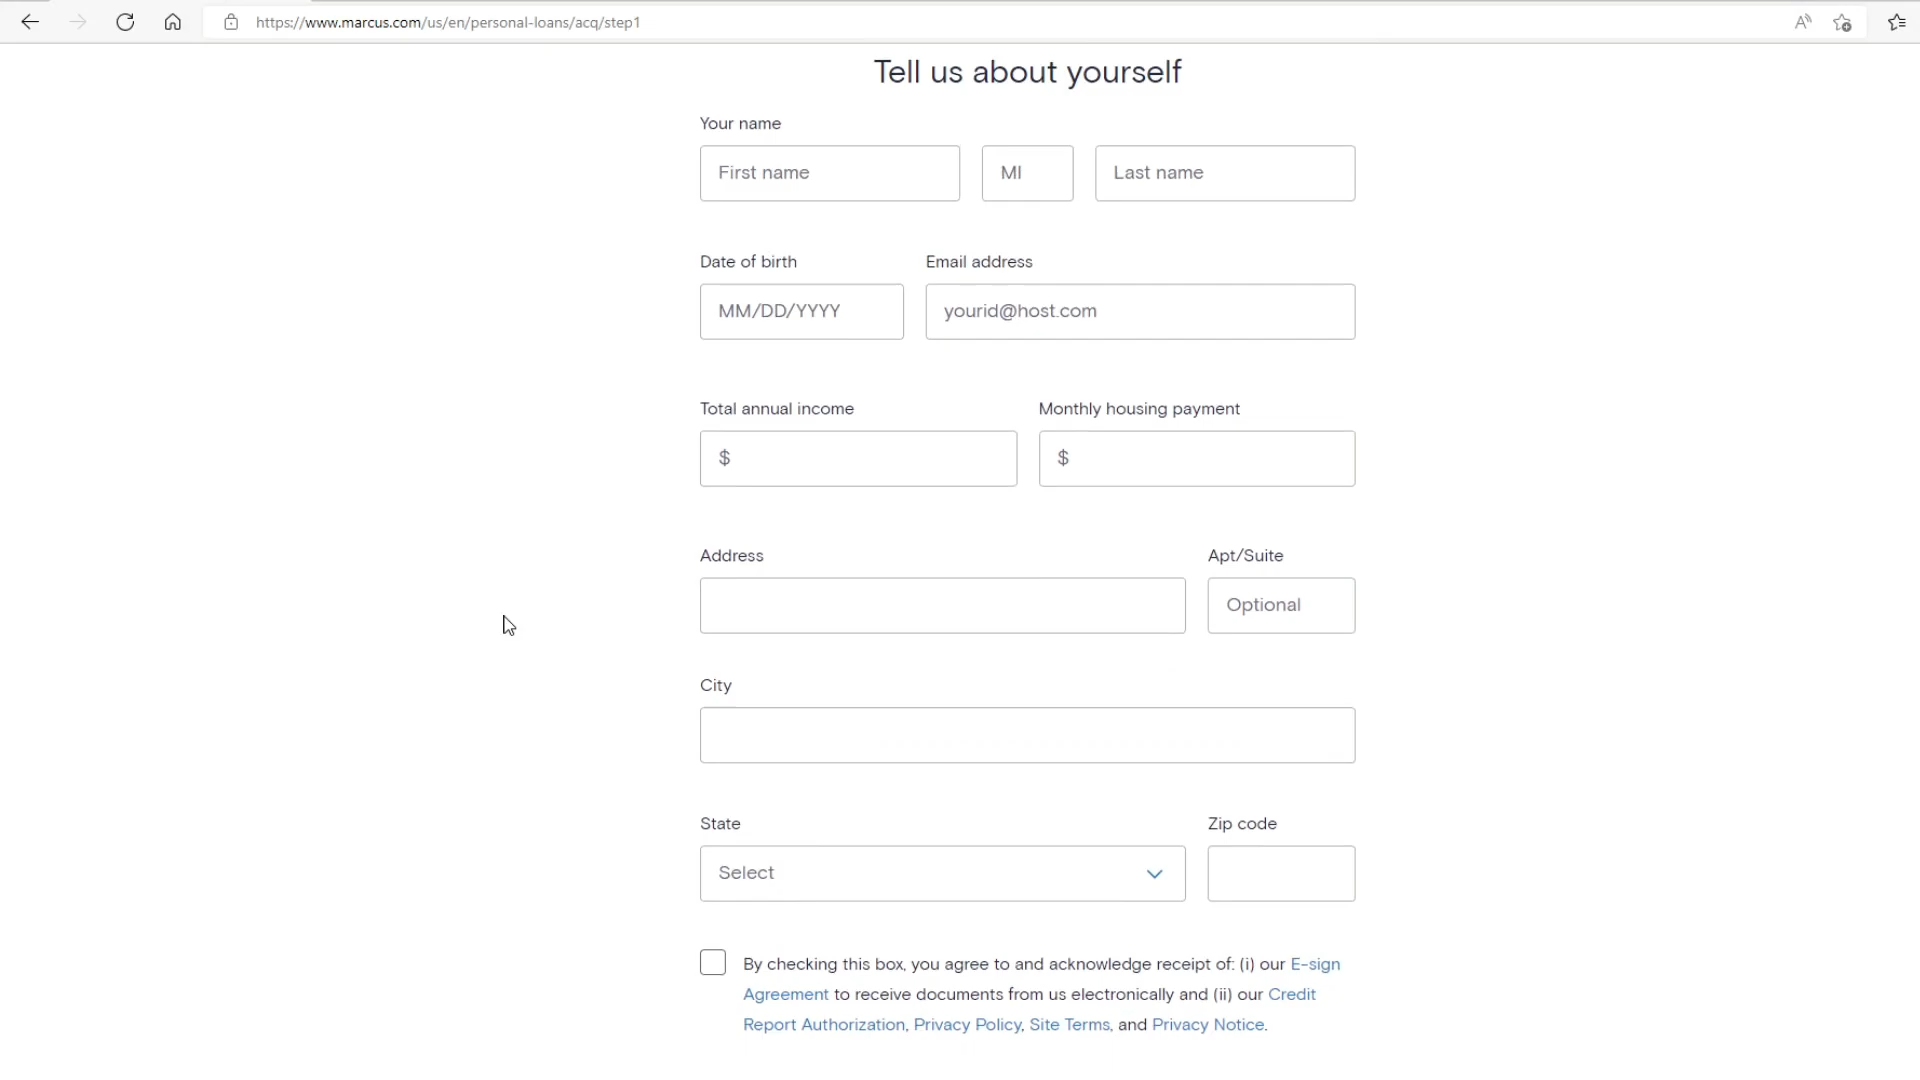 https://www.marcus.com/us/en/personal-loans/acq/step1
Tell us about yourself
Your name
First name MI Last name
Date of birth Email address
MM/DD/YYYY yourid@host.com
Total annual income Monthly housing payment
$ $
Address Apt/Suite
Optional
City
State Zip code
Select
By checking this box, you agree to and acknowledge receipt of: (i) our E-sign
Agreement to receive documents from us electronically and (ii) our Credit
Report Authorization, Privacy Policy, Site Terms, and Privacy Notice.